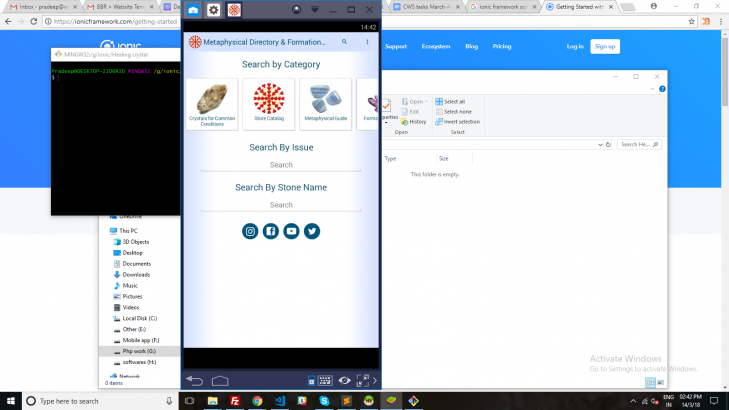 Inbox - pradeep@
BBR > Website Tem
CWS tasks March-
ionic framework scri
Getting Started with
https://ionicframework.com/getting-started
ionic
Support
Ecosystem
Blog
Pricing
Log in
Sign up
MINGW32:/g/ionic/Healing crystal
MINGW32 /g/ionic
$
14:42
Metaphysical Directory & Formation...
Search by Category
Crystals for Common
Conditions
Store Catalog
Metaphysical Guide
Search By Issue
Search
Search By Stone Name
Search
Open
Edit
History
Open
Select all
Select none
Invert selection
Select
Search He...
Type
Size
This folder is empty.
OneDrive
This PC
3D Objects
Desktop
Documents
Downloads
Music
Pictures
Videos
Local Disk (C:)
Other (E:)
Mobile app (F:)
Php work (G:)
softwares (H:)
Network
0 items
Activate Windows
Go to Settings to activate Windows.
Type here to search
ENG
IN
02:42 PM
14/3/18